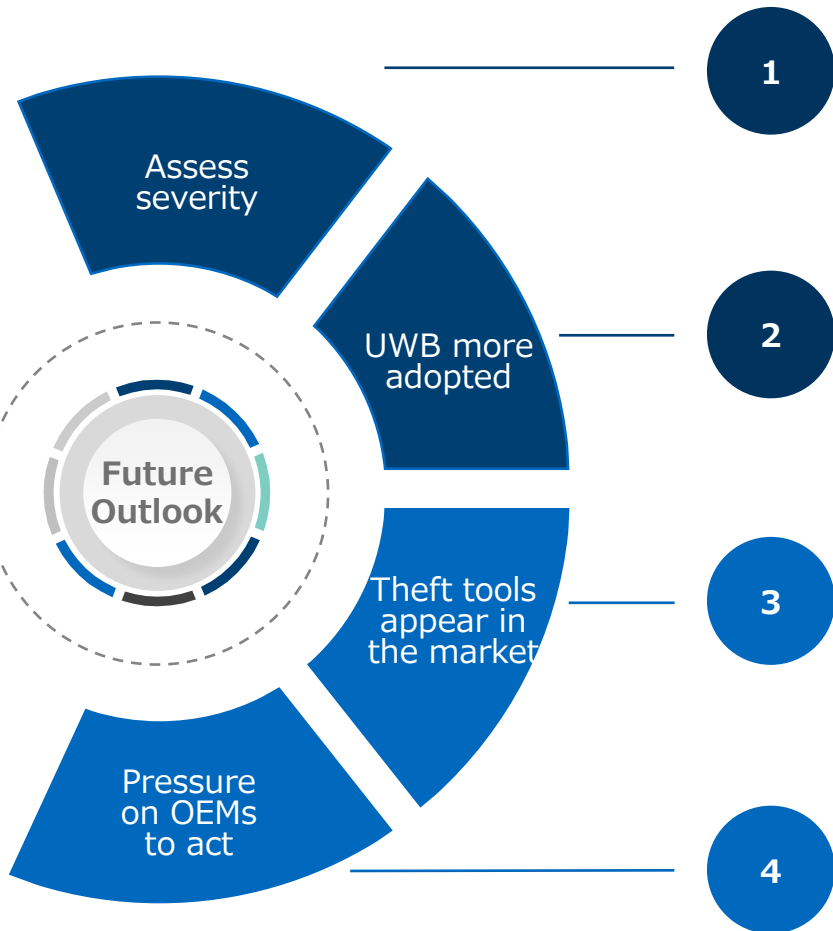 1
Assess
severity
UWB more
adopted
2
Future
Outlook
Theft tools
appear in
the market
3
Pressure
on OEMs
to act
4